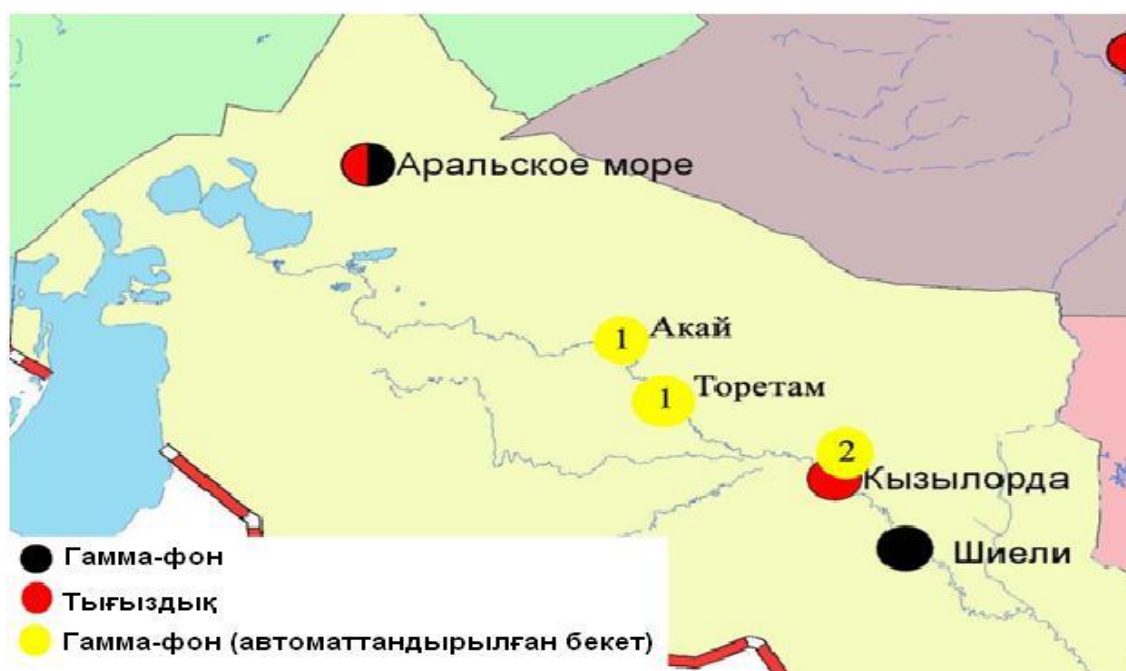 Аральское море
1 Акай
1 Торетам
2
Кызылорда
Шиели
Гамма-фон
Тығыздық
Гамма-фон (автоматтандырылған бекет)